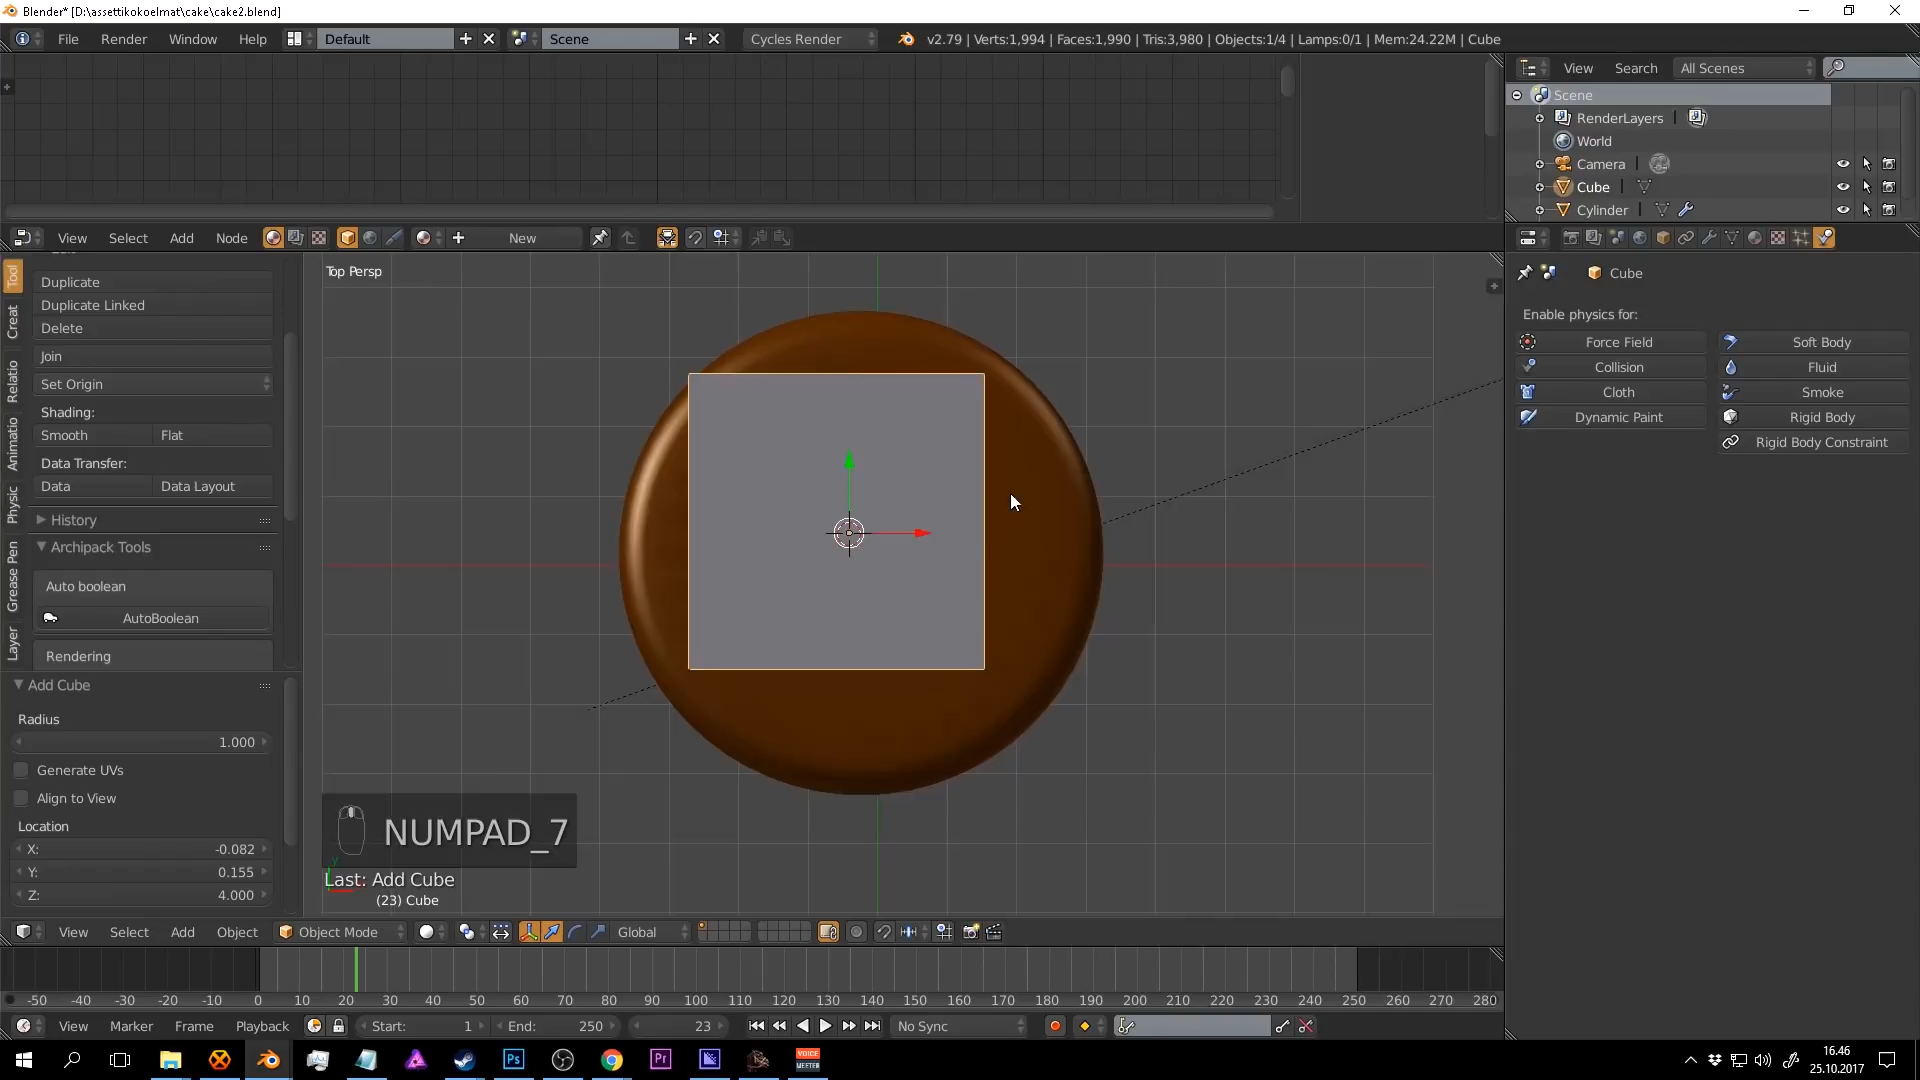 Blender* [D:\assettikokoelmat\cake\cake2.blend]
File Render Window Help Default Scene Cycles Render v2.79 | Verts:1,994 | Faces:1,990 | Tris:3,980 | Objects:1/4 | Lamps:0/1 | Mem:24.22M | Cube
View Search All Scenes
Scene
RenderLayers
World
Camera
Cube
Cylinder
View Select Add Node New
Tool
Creat
Relatio
Animatio
Physic
Grease Pen
Layer
Duplicate
Duplicate Linked
Delete
Join
Set Origin
Shading:
Smooth Flat
Data Transfer:
Data Data Layout
History
Archipack Tools
Auto boolean
AutoBoolean
Rendering
Add Cube
Radius
1.000
Generate UVs
Align to View
Location
X: -0.082
Y: 0.155
Z: 4.000
Top Persp
NUMPAD_7
y
Last: Add Cube
(23) Cube
Cube
Enable physics for:
Force Field Soft Body
Collision Fluid
Cloth Smoke
Dynamic Paint Rigid Body
Rigid Body Constraint
View Select Add Object Object Mode Global
-50 -40 -30 -20 -10 0 10 20 30 40 50 60 70 80 90 100 110 120 130 140 150 160 170 180 190 200 210 220 230 240 250 260 270 280
View Marker Frame Playback Start: 1 End: 250 23 No Sync
Ps Pr VOICE
MEETER
16.46
25.10.2017